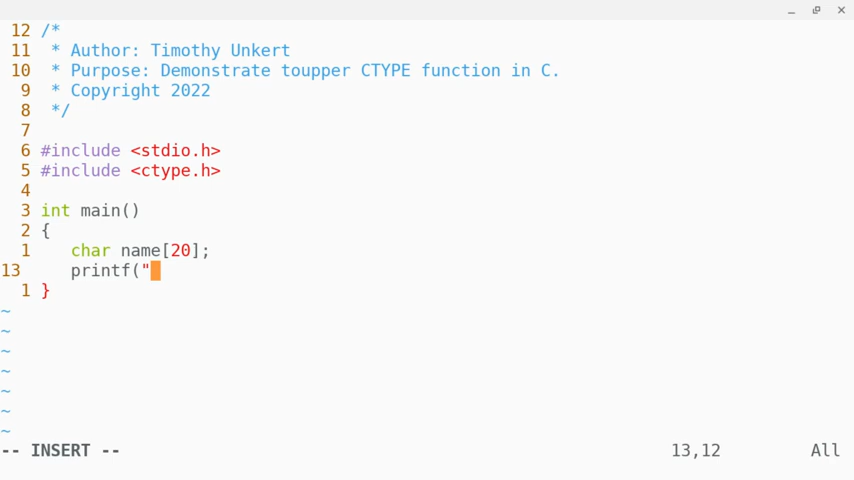 12 /*
11  * Author: Timothy Unkert
10  * Purpose: Demonstrate toupper CTYPE function in C.
9  * Copyright 2022
8  */
7
6 #include <stdio.h>
5 #include <ctype.h>
4
3 int main()
2 {
1    char name[20];
13    printf("
1 }
~
~
~
~
~
~
~
-- INSERT -- 13,12 All